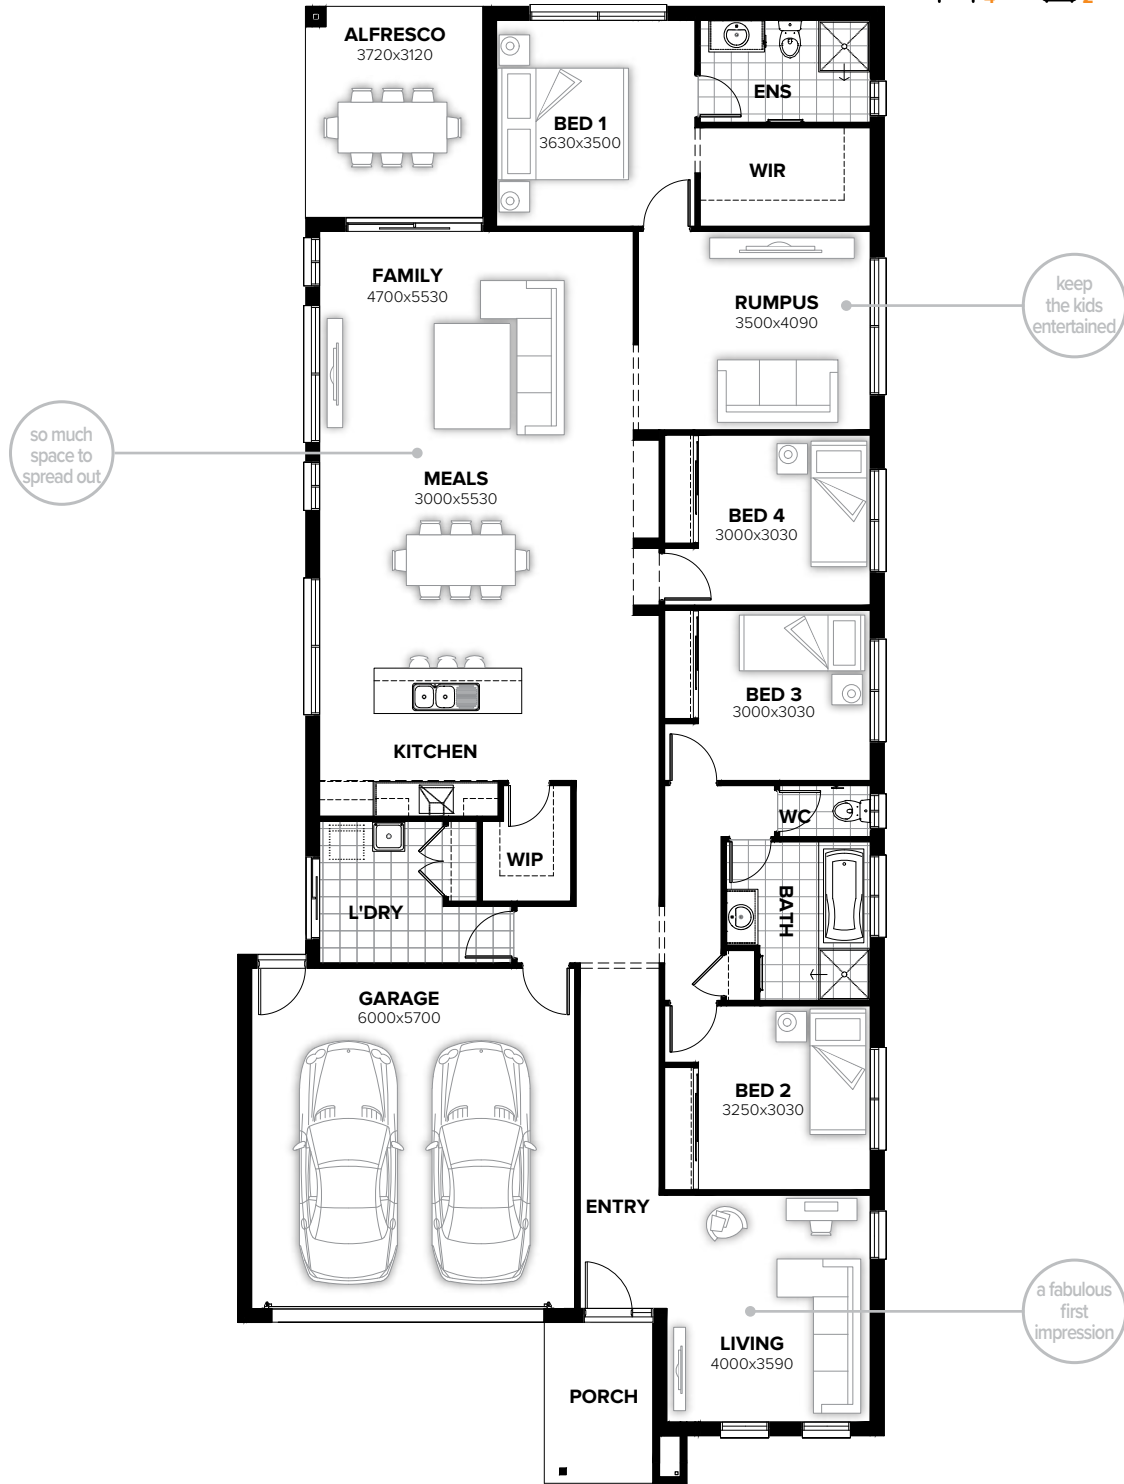 4 2
ALFRESCO
3720x3120
BED 1
3630x3500
ENS
WIR
FAMILY
4700x5530
RUMPUS
3500x4090
keep
the kids
entertained
so much
space to
spread out
MEALS
3000x5530
BED 4
3000x3030
BED 3
3000x3030
KITCHEN
WC
WIP
BATH
L'DRY
GARAGE
6000x5700
BED 2
3250x3030
ENTRY
a fabulous
first
impression
LIVING
4000x3590
PORCH